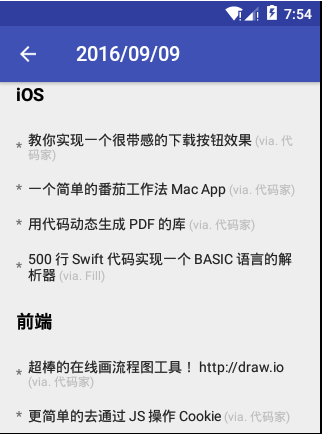 7:54
2016/09/09
iOS
* 教你实现一个很带感的下载按钮效果 (via. 代
码家)
* 一个简单的番茄工作法 Mac App (via. 代码家)
* 用代码动态生成 PDF 的库 (via. 代码家)
* 500 行 Swift 代码实现一个 BASIC 语言的解
析器 (via. Fill)
前端
* 超棒的在线画流程图工具！ http://draw.io
(via. 代码家)
* 更简单的去通过 JS 操作 Cookie (via. 代码家)